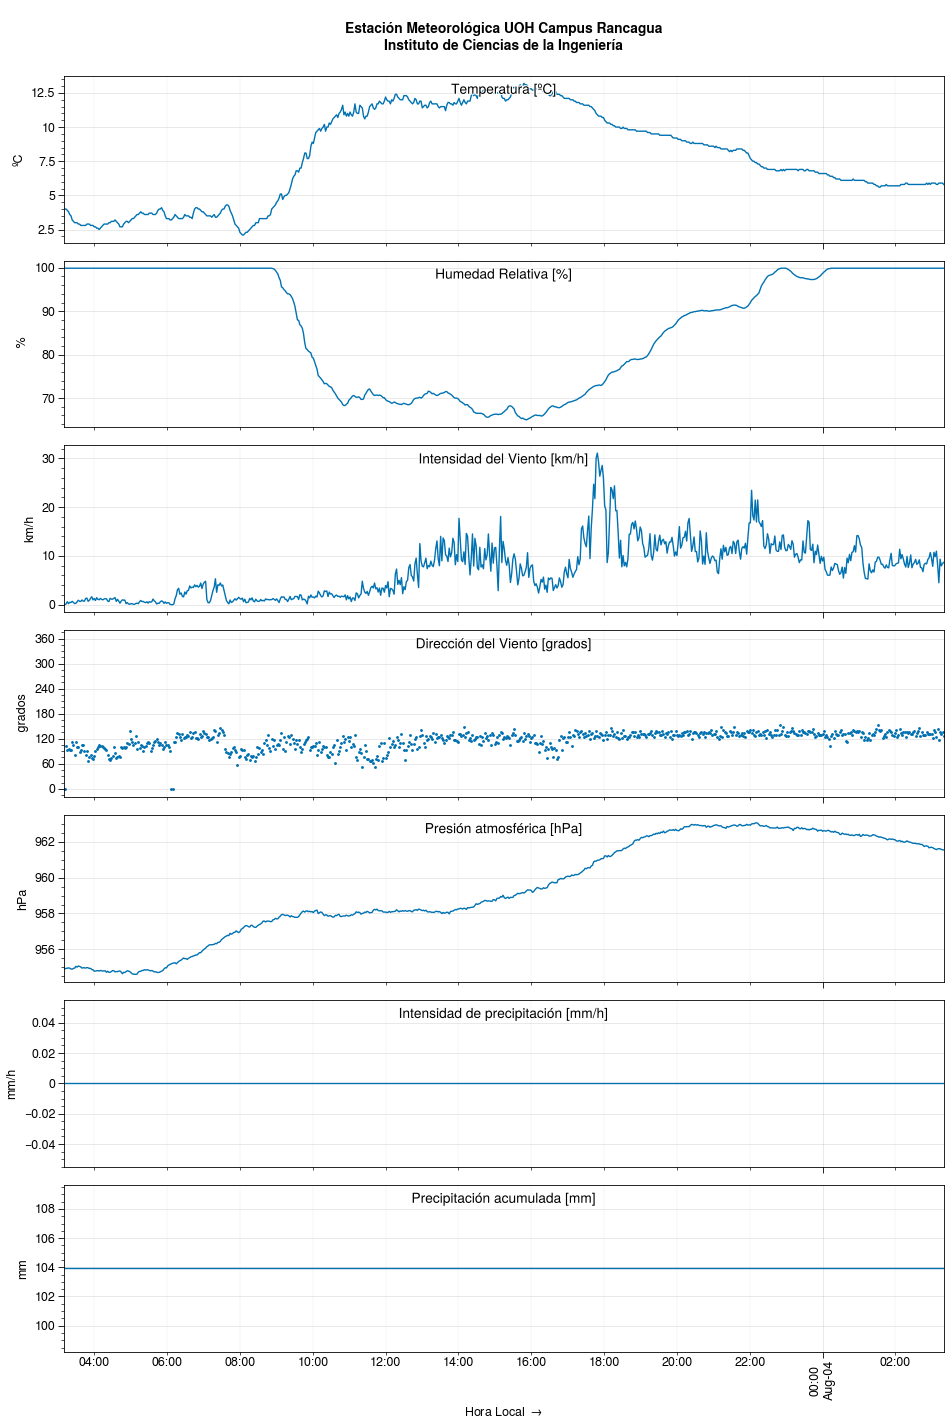 Estación Meteorológica UOH Campus Rancagua
Instituto de Ciencias de la Ingeniería
Temperatura [ºC]
12.5
10
7.5
5
2.5
ºC
Humedad Relativa [%]
100
90
80
70
%
Intensidad del Viento [km/h]
30
20
10
0
km/h
Dirección del Viento [grados]
360
300
240
180
120
60
0
grados
Presión atmosférica [hPa]
962
960
958
956
hPa
Intensidad de precipitación [mm/h]
0.04
0.02
0
−0.02
−0.04
mm/h
Precipitación acumulada [mm]
108
106
104
102
100
mm
04:00 06:00 08:00 10:00 12:00 14:00 16:00 18:00 20:00 22:00 00:00 02:00
Aug-04
Hora Local →